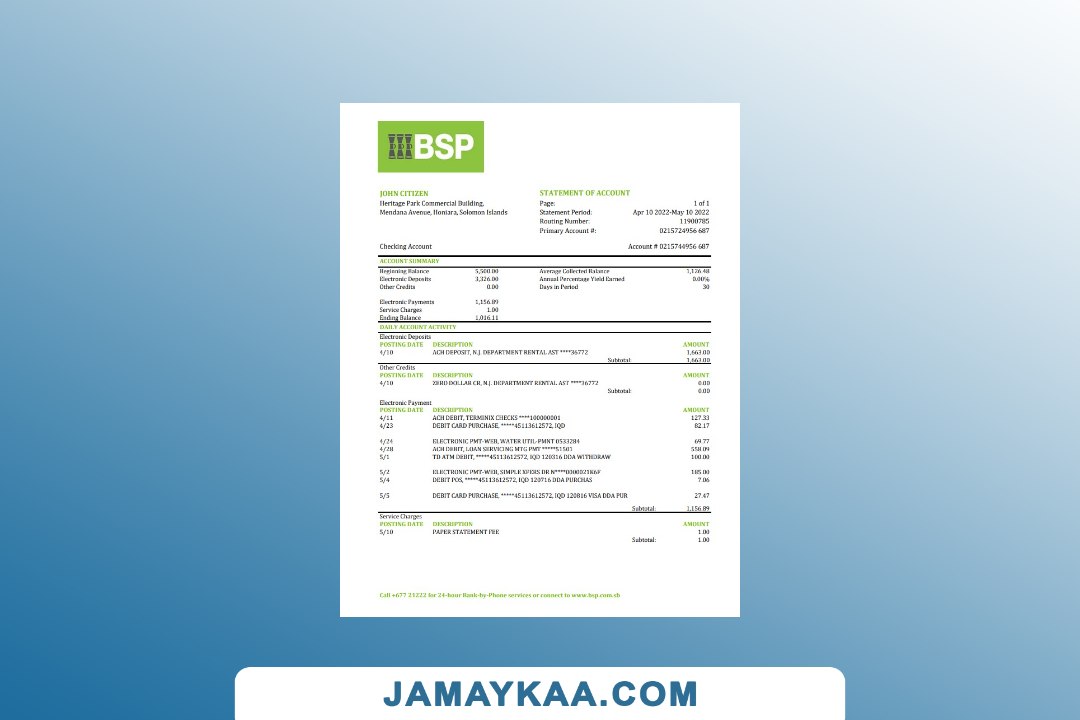 BSP
JOHN CITIZEN
Heritage Park Commercial Building,
Mendana Avenue, Honiara, Solomon Islands
STATEMENT OF ACCOUNT
Page: 1 of 1
Statement Period: Apr 10 2022-May 10 2022
Routing Number: 11900785
Primary Account #: 0215724956 687
Checking Account Account # 0215744956 687
ACCOUNT SUMMARY
Beginning Balance 5,500.00 Average Collected Balance 1,126.48
Electronic Deposits 3,326.00 Annual Percentage Yield Earned 0.00%
Other Credits 0.00 Days in Period 30
Electronic Payments 1,156.89
Service Charges 1.00
Ending Balance 1,016.11
DAILY ACCOUNT ACTIVITY
Electronic Deposits
POSTING DATE DESCRIPTION AMOUNT
4/10 ACH DEPOSIT, N.J. DEPARTMENT RENTAL AST ****36772 1,663.00
Subtotal: 1,663.00
Other Credits
POSTING DATE DESCRIPTION AMOUNT
4/10 ZERO DOLLAR CR, N.J. DEPARTMENT RENTAL AST ****36772 0.00
Subtotal: 0.00
Electronic Payment
POSTING DATE DESCRIPTION AMOUNT
4/11 ACH DEBIT, TERMINIX CHECKS ****100000001 127.33
4/23 DEBIT CARD PURCHASE, *****45113612572, IQD 82.17
4/24 ELECTRONIC PMT-WEB, WATER UTIL-PMNT 0533284 69.77
4/28 ACH DEBIT, LOAN SERVICING MTG PMT *****51501 558.09
5/1 TD ATM DEBIT, *****45113612572, IQD 120316 DDA WITHDRAW 100.00
5/2 ELECTRONIC PMT-WEB, SIMPLE XFERS DR N****000002186F 185.00
5/4 DEBIT POS, *****45113612572, IQD 120716 DDA PURCHAS 7.06
5/5 DEBIT CARD PURCHASE, *****45113612572, IQD 120816 VISA DDA PUR 27.47
Subtotal: 1,156.89
Service Charges
POSTING DATE DESCRIPTION AMOUNT
5/10 PAPER STATEMENT FEE 1.00
Subtotal: 1.00
Call +677 21222 for 24-hour Bank-by-Phone services or connect to www.bsp.com.sb
JAMAYKAA.COM